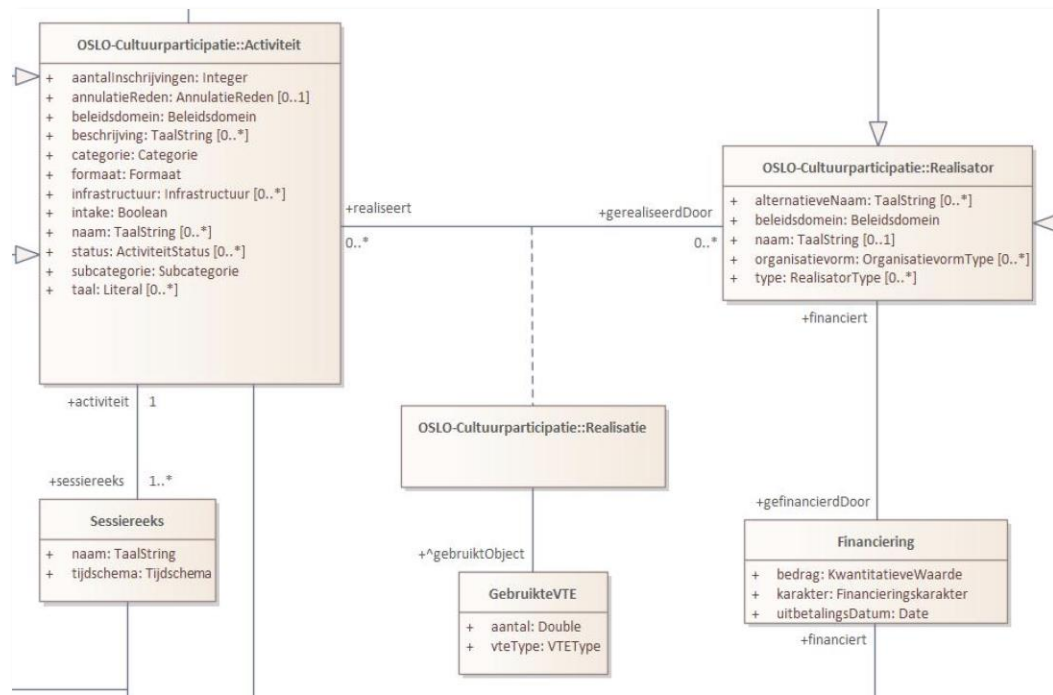 OSLO-Cultuurparticipatie::Activiteit
+ aantalInschrijvingen: Integer
+ annulatieReden: AnnulatieReden [0..1]
+ beleidsdomein: Beleidsdomein
+ beschrijving: TaalString [0..*]
+ categorie: Categorie
+ formaat: Formaat
+ infrastructuur: Infrastructuur [0..*]
+ intake: Boolean
+ naam: TaalString [0..*]
+ status: ActiviteitStatus [0..*]
+ subcategorie: Subcategorie
+ taal: Literal [0..*]
+realiseert
0..*
+gerealiseerdDoor
0..*
OSLO-Cultuurparticipatie::Realisator
+ alternatieveNaam: TaalString [0..*]
+ beleidsdomein: Beleidsdomein
+ naam: TaalString [0..1]
+ organisatievorm: OrganisatievormType [0..*]
+ type: RealisatorType [0..*]
+financiert
+activiteit 1
OSLO-Cultuurparticipatie::Realisatie
+sessiereeks 1..*
Sessiereeks
+ naam: TaalString
+ tijdschema: Tijdschema
+^gebruiktObject
GebruikteVTE
+ aantal: Double
+ vteType: VTEType
+gefinancierdDoor
Financiering
+ bedrag: KwantitatieveWaarde
+ karakter: Financieringskarakter
+ uitbetalingsDatum: Date
+financiert